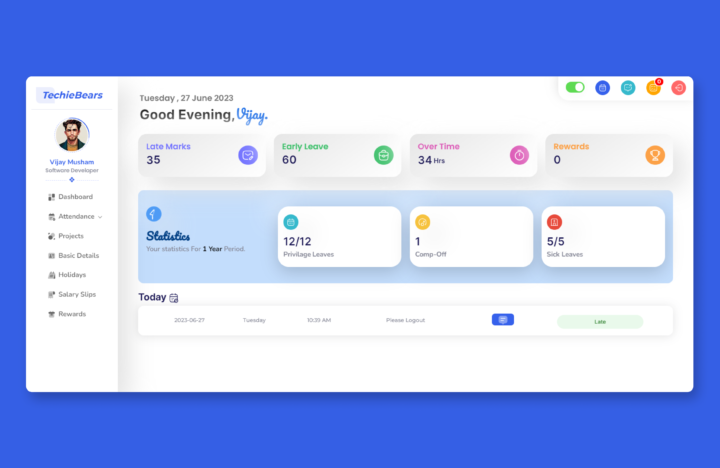 TechieBears
Vijay Musham
Software Developer
Dashboard
Attendance
Projects
Basic Details
Holidays
Salary Slips
Rewards
0
Tuesday , 27 June 2023
Good Evening, Vijay.
Late Marks
35
Early Leave
60
Over Time
34 Hrs
Rewards
0
Statistics
Your statistics For 1 Year Period.
12/12
Privilage Leaves
1
Comp-Off
5/5
Sick Leaves
Today
2023-06-27 Tuesday 10:39 AM Please Logout Late